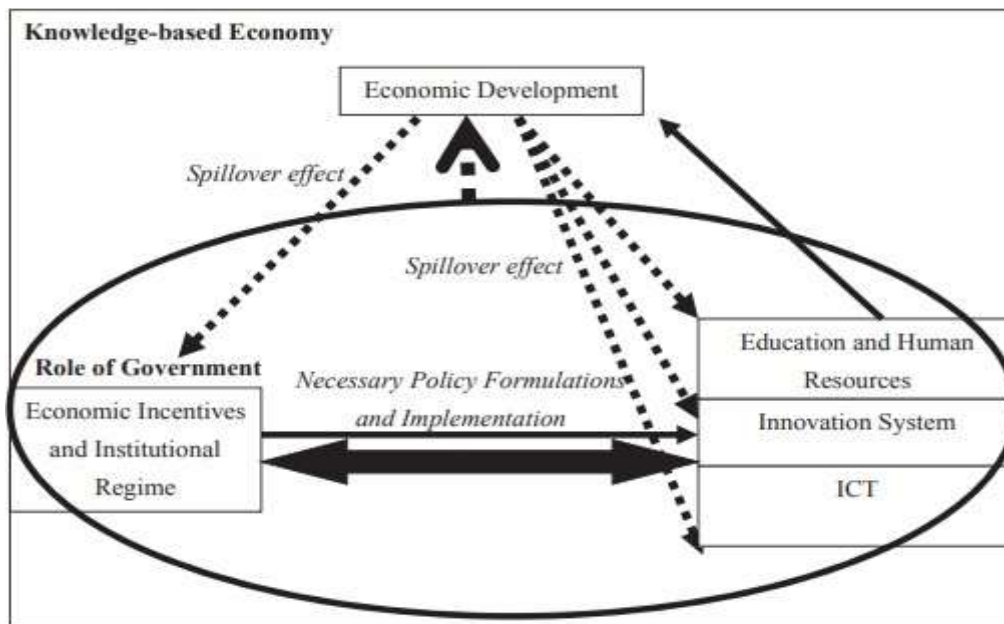 Knowledge-based Economy
Economic Development
Spillover effect
Spillover effect
Role of Government
Economic Incentives
and Institutional
Regime
Necessary Policy Formulations
and Implementation
Education and Human
Resources
Innovation System
ICT